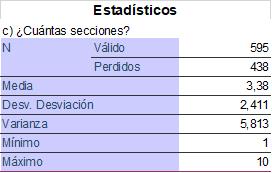 Estadísticos
c) ¿Cuántas secciones?
N Válido 595
Perdidos 438
Media 3,38
Desv. Desviación 2,411
Varianza 5,813
Mínimo 1
Máximo 10